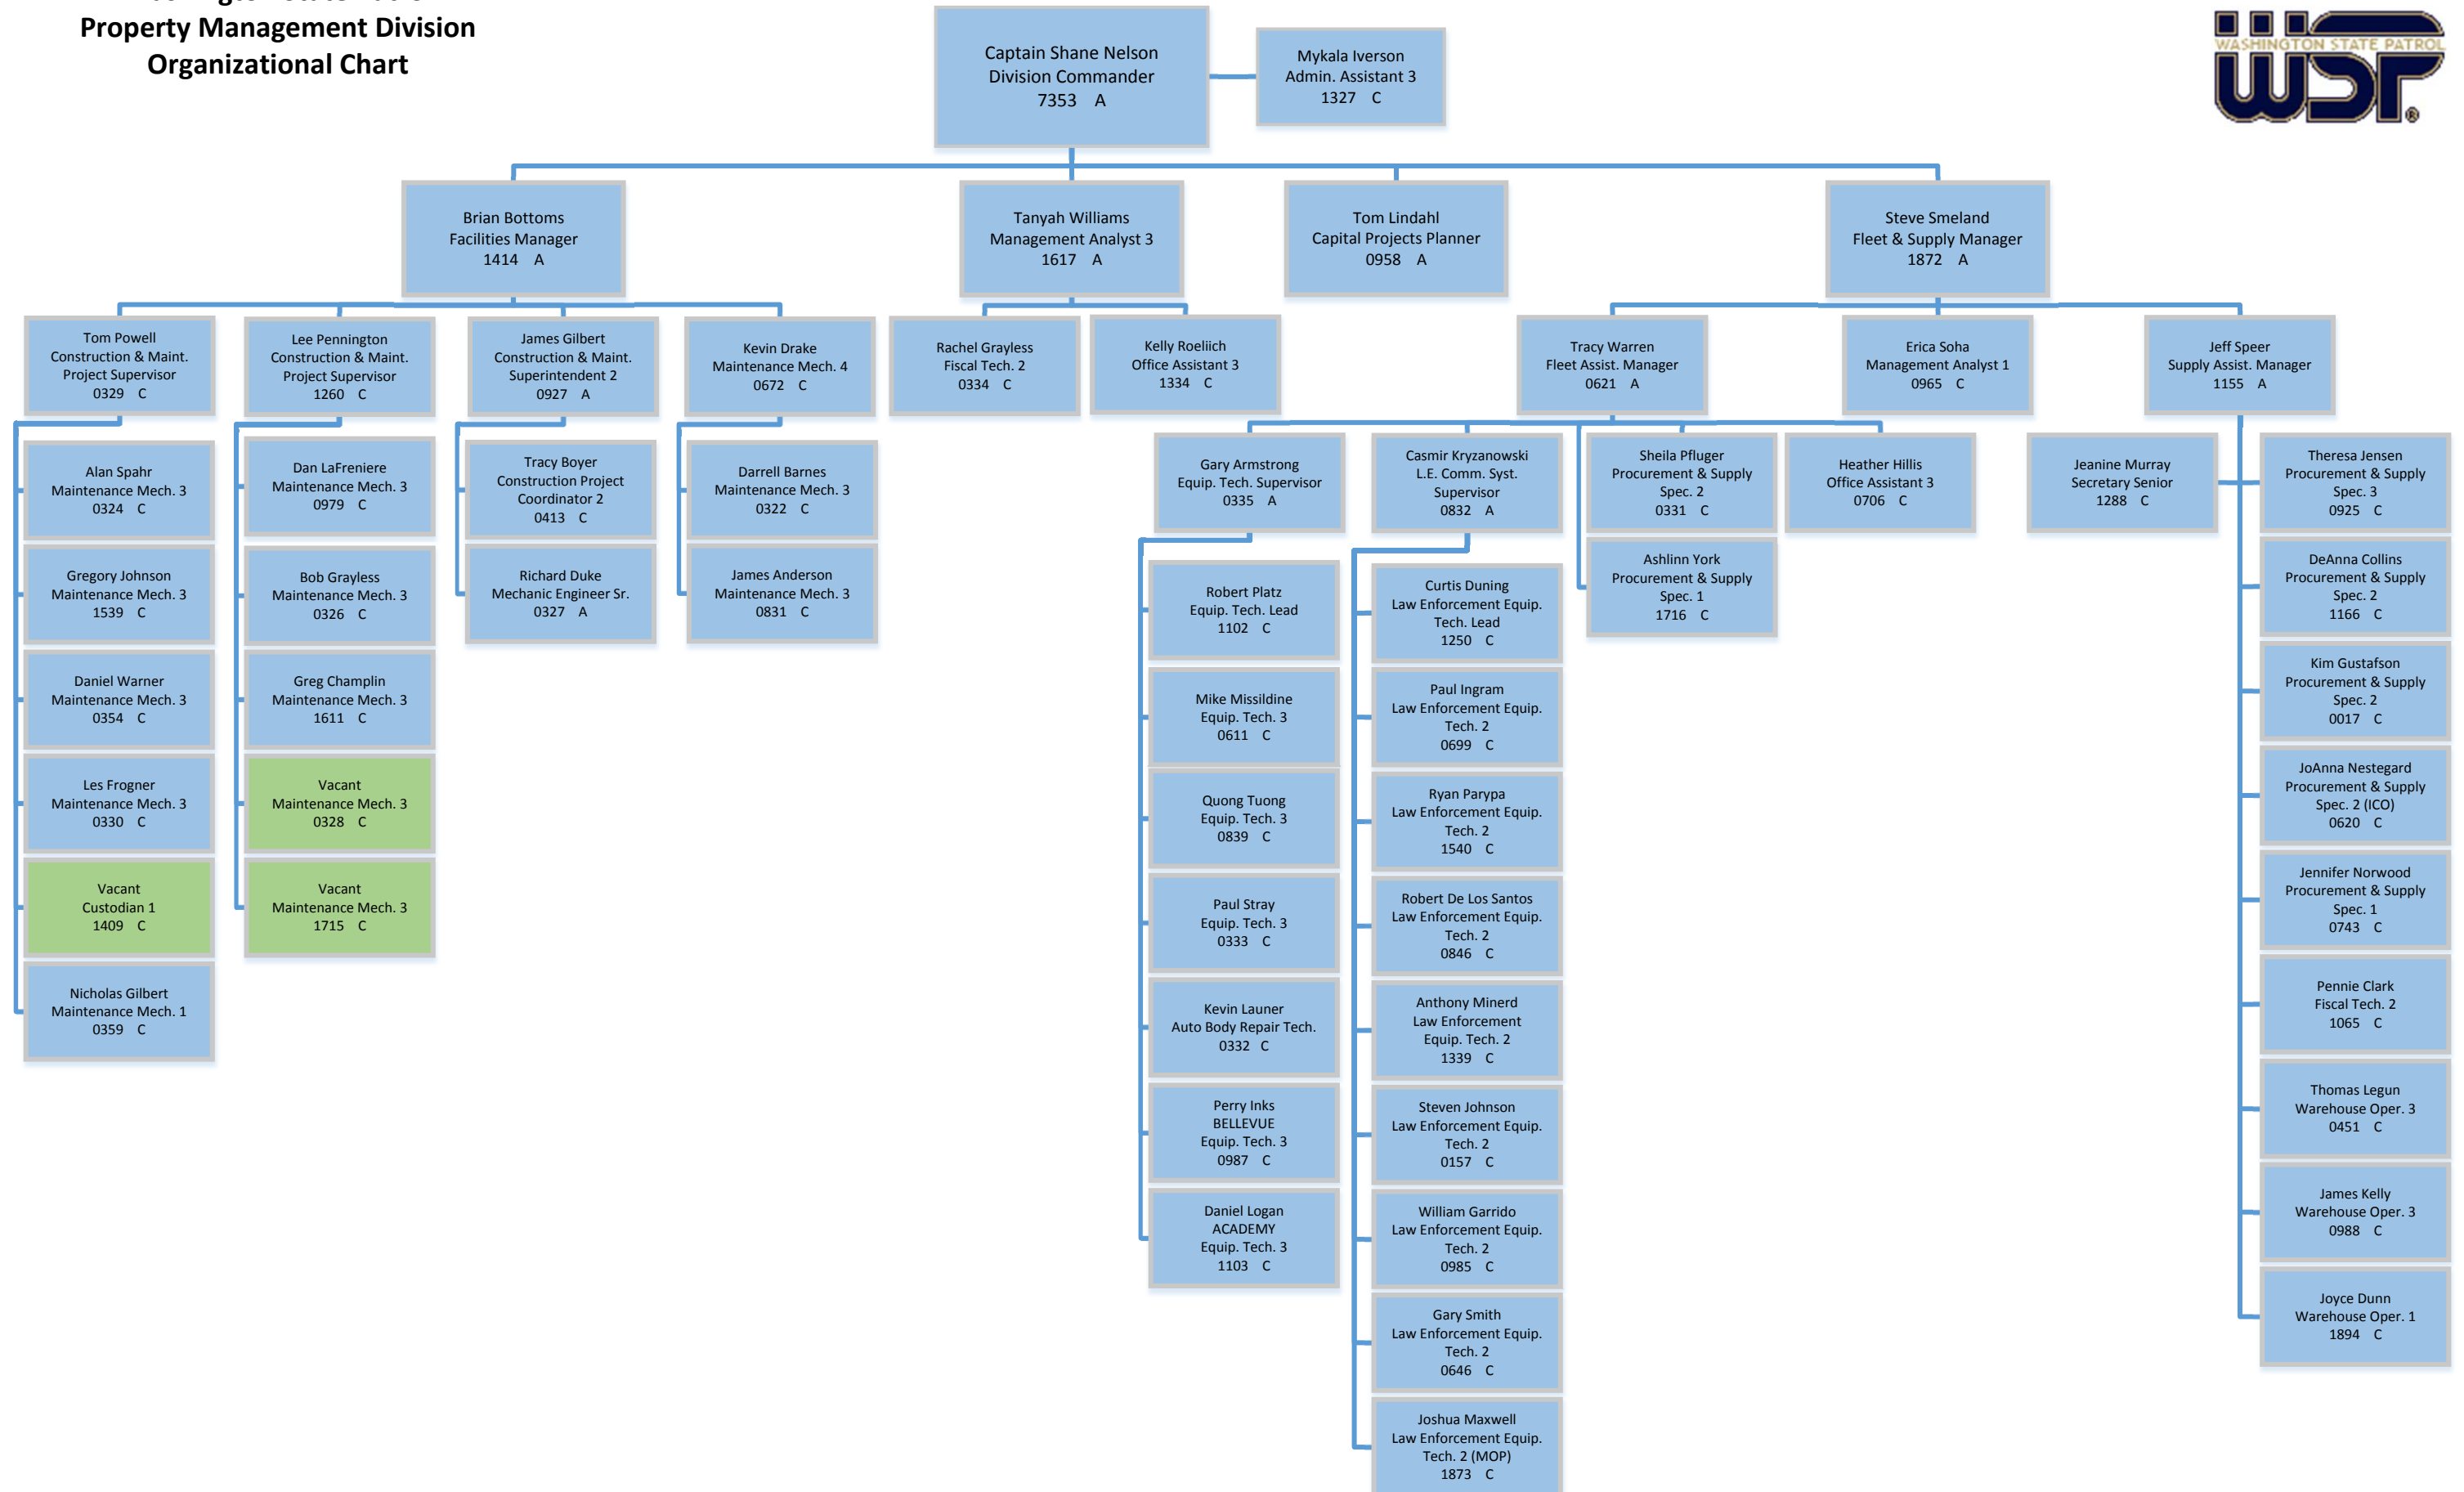 Property Management Division
Organizational Chart
Captain Shane Nelson
Division Commander
7353 A
Mykala Iverson
Admin. Assistant 3
1327 C
WASHINGTON STATE PATROL
WSP®
Brian Bottoms
Facilities Manager
1414 A
Tanyah Williams
Management Analyst 3
1617 A
Tom Lindahl
Capital Projects Planner
0958 A
Steve Smeland
Fleet & Supply Manager
1872 A
Tom Powell
Construction & Maint.
Project Supervisor
0329 C
Lee Pennington
Construction & Maint.
Project Supervisor
1260 C
James Gilbert
Construction & Maint.
Superintendent 2
0927 A
Kevin Drake
Maintenance Mech. 4
0672 C
Rachel Grayless
Fiscal Tech. 2
0334 C
Kelly Roeliich
Office Assistant 3
1334 C
Tracy Warren
Fleet Assist. Manager
0621 A
Erica Soha
Management Analyst 1
0965 C
Jeff Speer
Supply Assist. Manager
1155 A
Alan Spahr
Maintenance Mech. 3
0324 C
Gregory Johnson
Maintenance Mech. 3
1539 C
Daniel Warner
Maintenance Mech. 3
0354 C
Les Frogner
Maintenance Mech. 3
0330 C
Vacant
Custodian 1
1409 C
Nicholas Gilbert
Maintenance Mech. 1
0359 C
Dan LaFreniere
Maintenance Mech. 3
0979 C
Bob Grayless
Maintenance Mech. 3
0326 C
Greg Champlin
Maintenance Mech. 3
1611 C
Vacant
Maintenance Mech. 3
0328 C
Vacant
Maintenance Mech. 3
1715 C
Tracy Boyer
Construction Project
Coordinator 2
0413 C
Richard Duke
Mechanic Engineer Sr.
0327 A
Darrell Barnes
Maintenance Mech. 3
0322 C
James Anderson
Maintenance Mech. 3
0831 C
Gary Armstrong
Equip. Tech. Supervisor
0335 A
Robert Platz
Equip. Tech. Lead
1102 C
Mike Missildine
Equip. Tech. 3
0611 C
Quong Tuong
Equip. Tech. 3
0839 C
Paul Stray
Equip. Tech. 3
0333 C
Kevin Launer
Auto Body Repair Tech.
0332 C
Perry Inks
BELLEVUE
Equip. Tech. 3
0987 C
Daniel Logan
ACADEMY
Equip. Tech. 3
1103 C
Casmir Kryzanowski
L.E. Comm. Syst.
Supervisor
0832 A
Curtis Duning
Law Enforcement Equip.
Tech. Lead
1250 C
Paul Ingram
Law Enforcement Equip.
Tech. 2
0699 C
Ryan Parypa
Law Enforcement Equip.
Tech. 2
1540 C
Robert De Los Santos
Law Enforcement Equip.
Tech. 2
0846 C
Anthony Minerd
Law Enforcement
Equip. Tech. 2
1339 C
Steven Johnson
Law Enforcement Equip.
Tech. 2
0157 C
William Garrido
Law Enforcement Equip.
Tech. 2
0985 C
Gary Smith
Law Enforcement Equip.
Tech. 2
0646 C
Joshua Maxwell
Law Enforcement Equip.
Tech. 2 (MOP)
1873 C
Sheila Pfluger
Procurement & Supply
Spec. 2
0331 C
Ashlinn York
Procurement & Supply
Spec. 1
1716 C
Heather Hillis
Office Assistant 3
0706 C
Jeanine Murray
Secretary Senior
1288 C
Theresa Jensen
Procurement & Supply
Spec. 3
0925 C
DeAnna Collins
Procurement & Supply
Spec. 2
1166 C
Kim Gustafson
Procurement & Supply
Spec. 2
0017 C
JoAnna Nestegard
Procurement & Supply
Spec. 2 (ICO)
0620 C
Jennifer Norwood
Procurement & Supply
Spec. 1
0743 C
Pennie Clark
Fiscal Tech. 2
1065 C
Thomas Legun
Warehouse Oper. 3
0451 C
James Kelly
Warehouse Oper. 3
0988 C
Joyce Dunn
Warehouse Oper. 1
1894 C